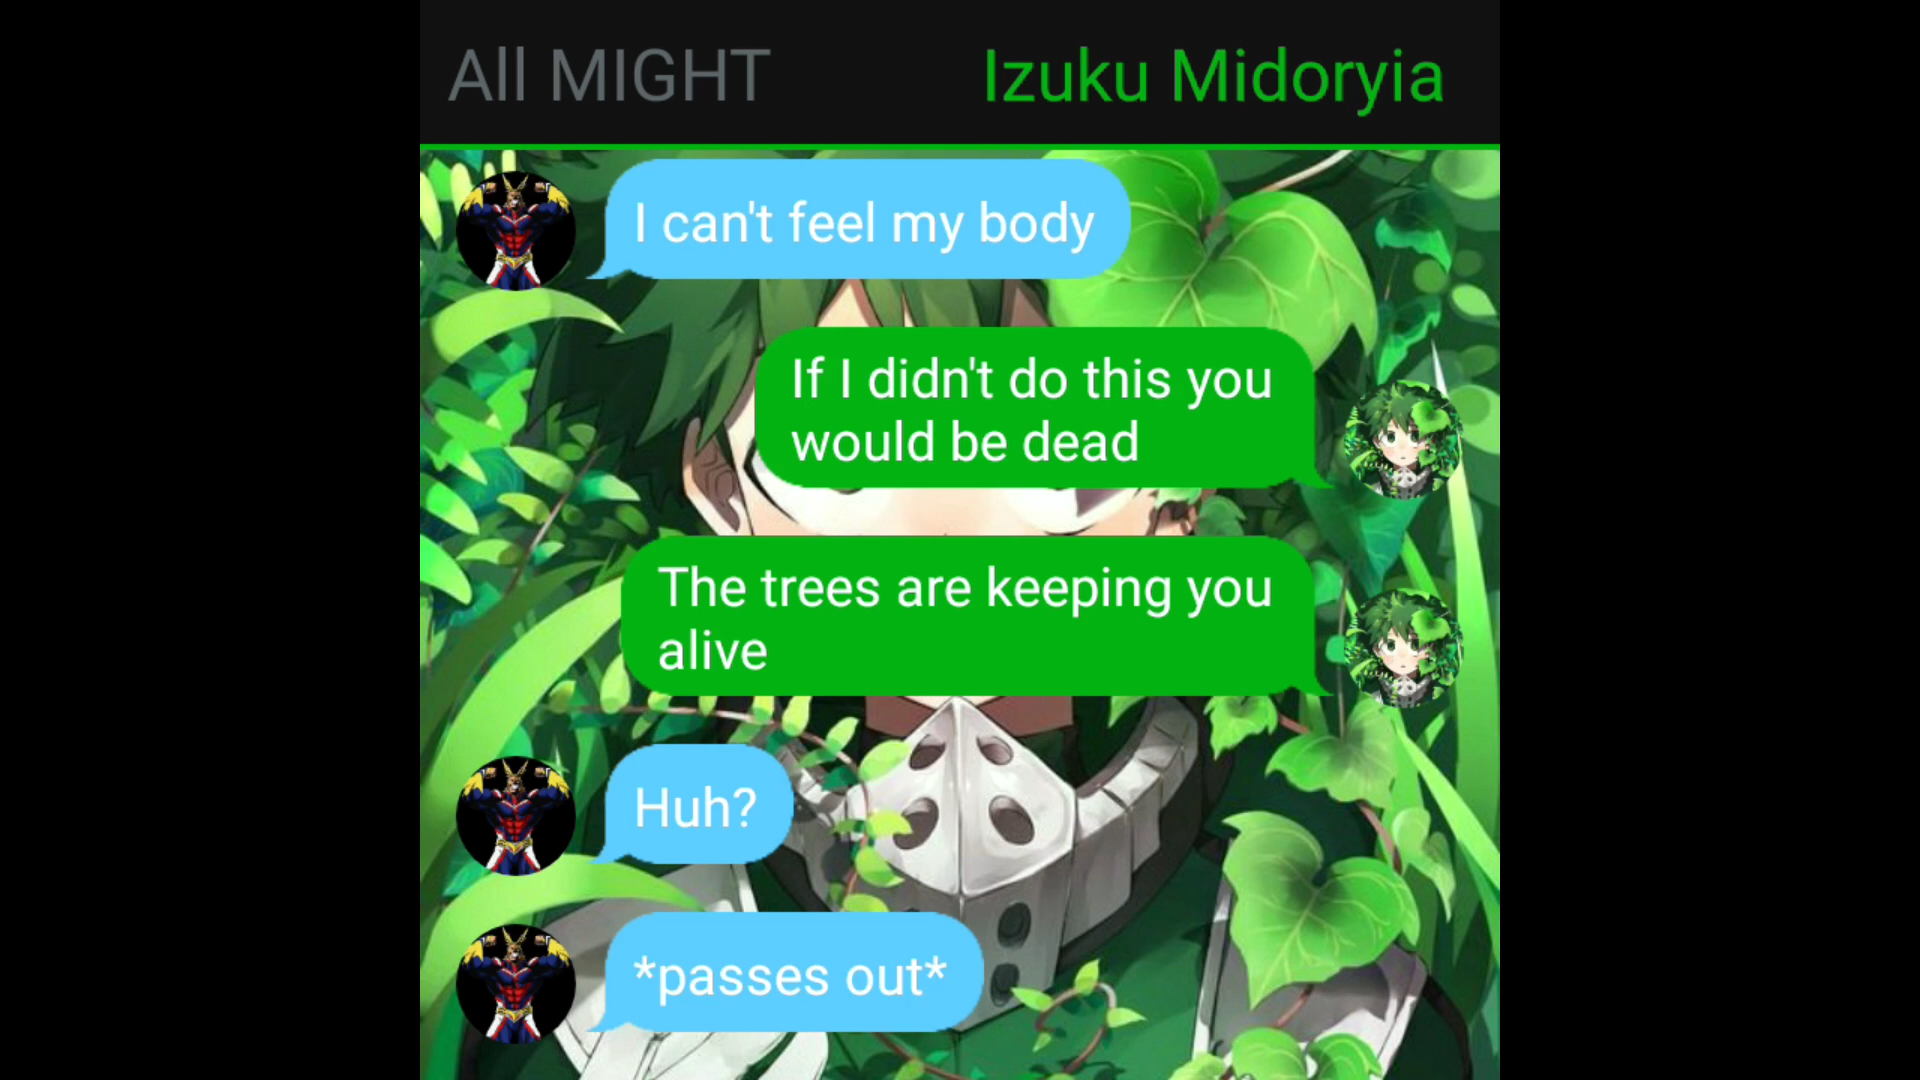 All MIGHT
Izuku Midoryia
I can't feel my body
If I didn't do this you
would be dead
The trees are keeping you
alive
Huh?
*passes out*